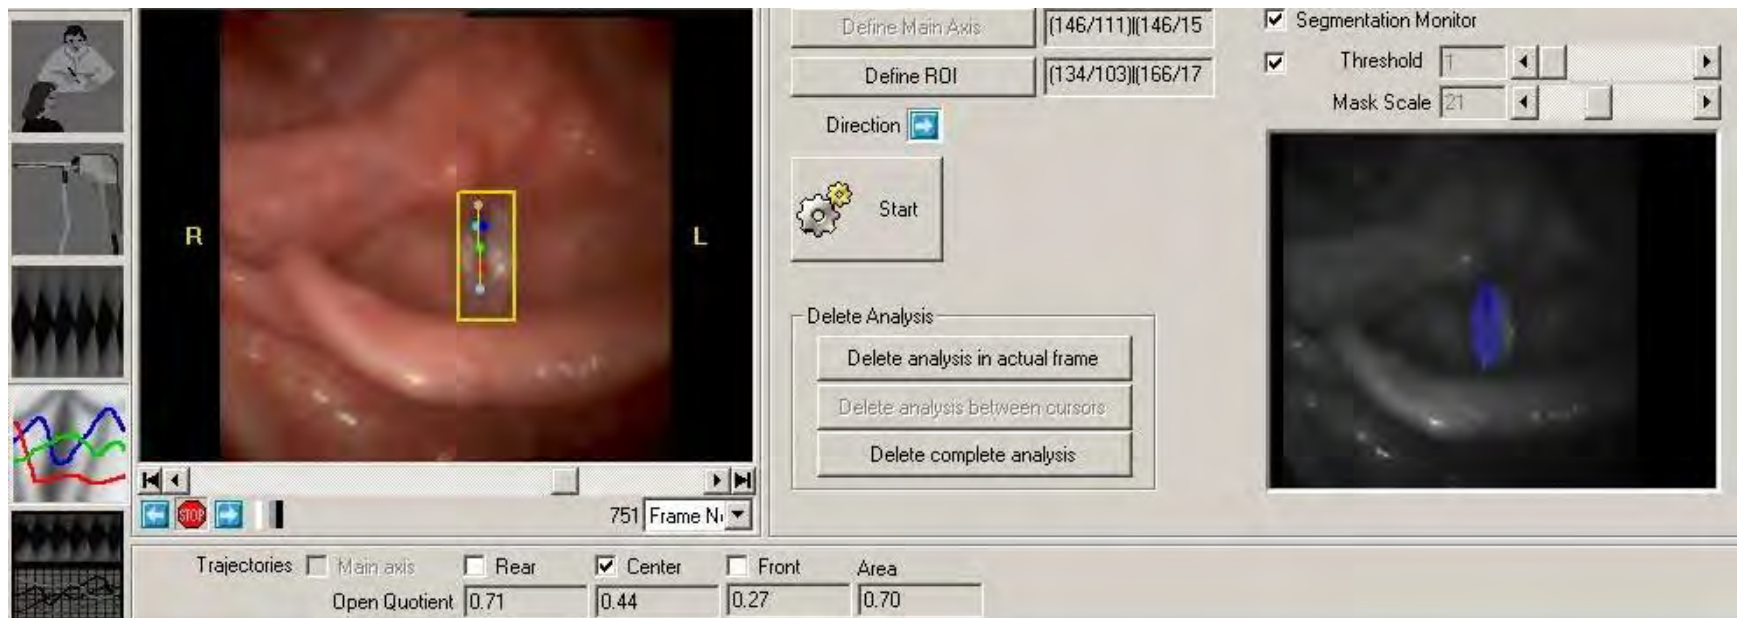 Define Main Axis (146/111)|(146/15
Define ROI (134/103)|(166/17
Direction
Start
Delete Analysis
Delete analysis in actual frame
Delete analysis between cursors
Delete complete analysis
Segmentation Monitor
Threshold 1
Mask Scale 21
R
L
STOP
751 Frame N
Trajectories Main axis Rear Center Front Area
Open Quotient 0.71 0.44 0.27 0.70